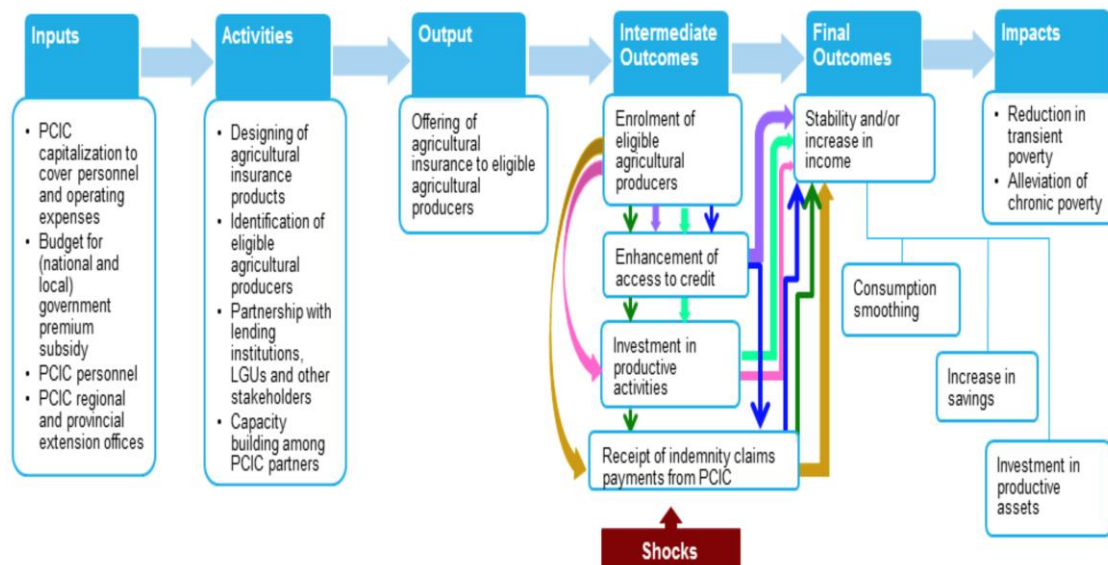 Inputs
PCIC
capitalization to
cover personnel
and operating
expenses
Budget for
(national and
local)
government
premium
subsidy
PCIC personnel
PCIC regional
and provincial
extension offices
Activities
Designing of
agricultural
insurance
products
Identification of
eligible
agricultural
producers
Partnership with
lending
institutions,
LGUs and other
stakeholders
Capacity
building among
PCIC partners
Output
Offering of
agricultural
insurance to eligible
agricultural
producers
Intermediate
Outcomes
Enrolment of
eligible
agricultural
producers
Enhancement of
access to credit
Investment in
productive
activities
Receipt of indemnity claims
payments from PCIC
Shocks
Final
Outcomes
Stability and/or
increase in
income
Consumption
smoothing
Increase in
savings
Investment in
productive
assets
Impacts
Reduction in
transient
poverty
Alleviation of
chronic poverty